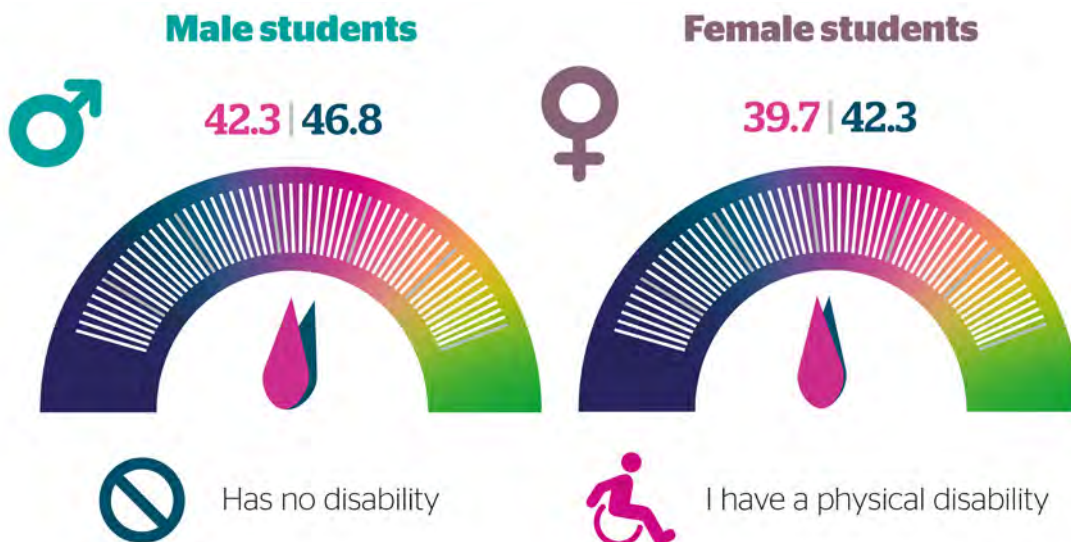 Male students
Female students
42.3 | 46.8
39.7 | 42.3
Has no disability
I have a physical disability